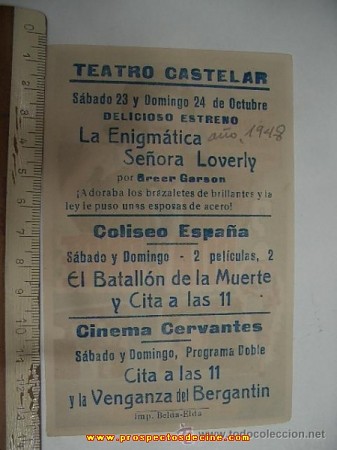 TEATRO CASTELAR
Sábado 23 y Domingo 24 de Octubre
DELICIOSO ESTRENO
La Enigmática año, 1948
Señora Loverly
por Greer Garson
¡Adoraba los brazaletes de brillantes y la
ley le puso unas esposas de acero!
Coliseo España
Sábado y Domingo - 2 películas, 2
El Batallón de la Muerte
y Cita a las 11
Cinema Cervantes
Sábado y Domingo, Programa Doble
Cita a las 11
y la Venganza del Bergantin
imp. Belda-Elda
www.prospectosdecine.com
todocoleccion.net